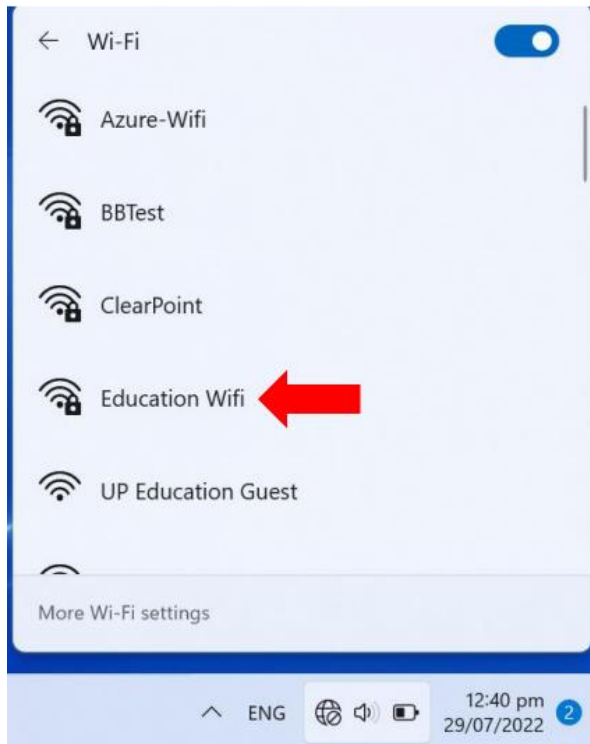 Wi-Fi
Azure-Wifi
BBTest
ClearPoint
Education Wifi
UP Education Guest
More Wi-Fi settings
ENG
12:40 pm
29/07/2022
2